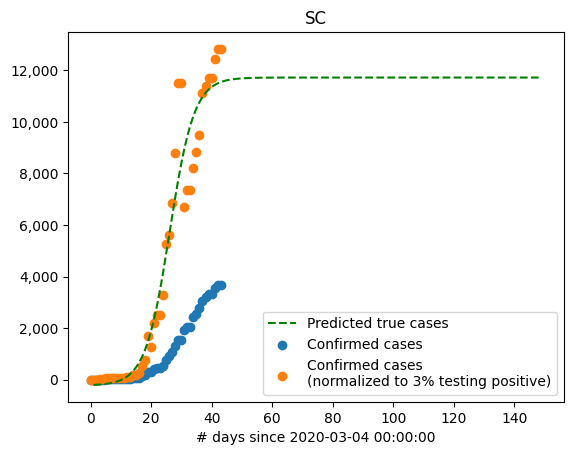 SC
12,000
10,000
8,000
6,000
4,000
2,000
0
Predicted true cases
Confirmed cases
Confirmed cases
(normalized to 3% testing positive)
0 20 40 60 80 100 120 140
# days since 2020-03-04 00:00:00